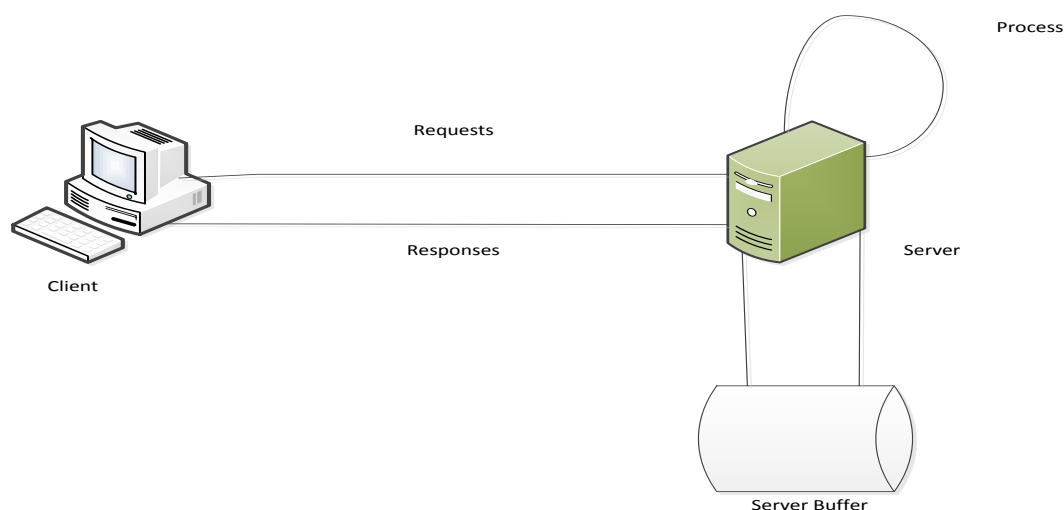 Process
Requests
Responses
Server
Client
Server Buffer